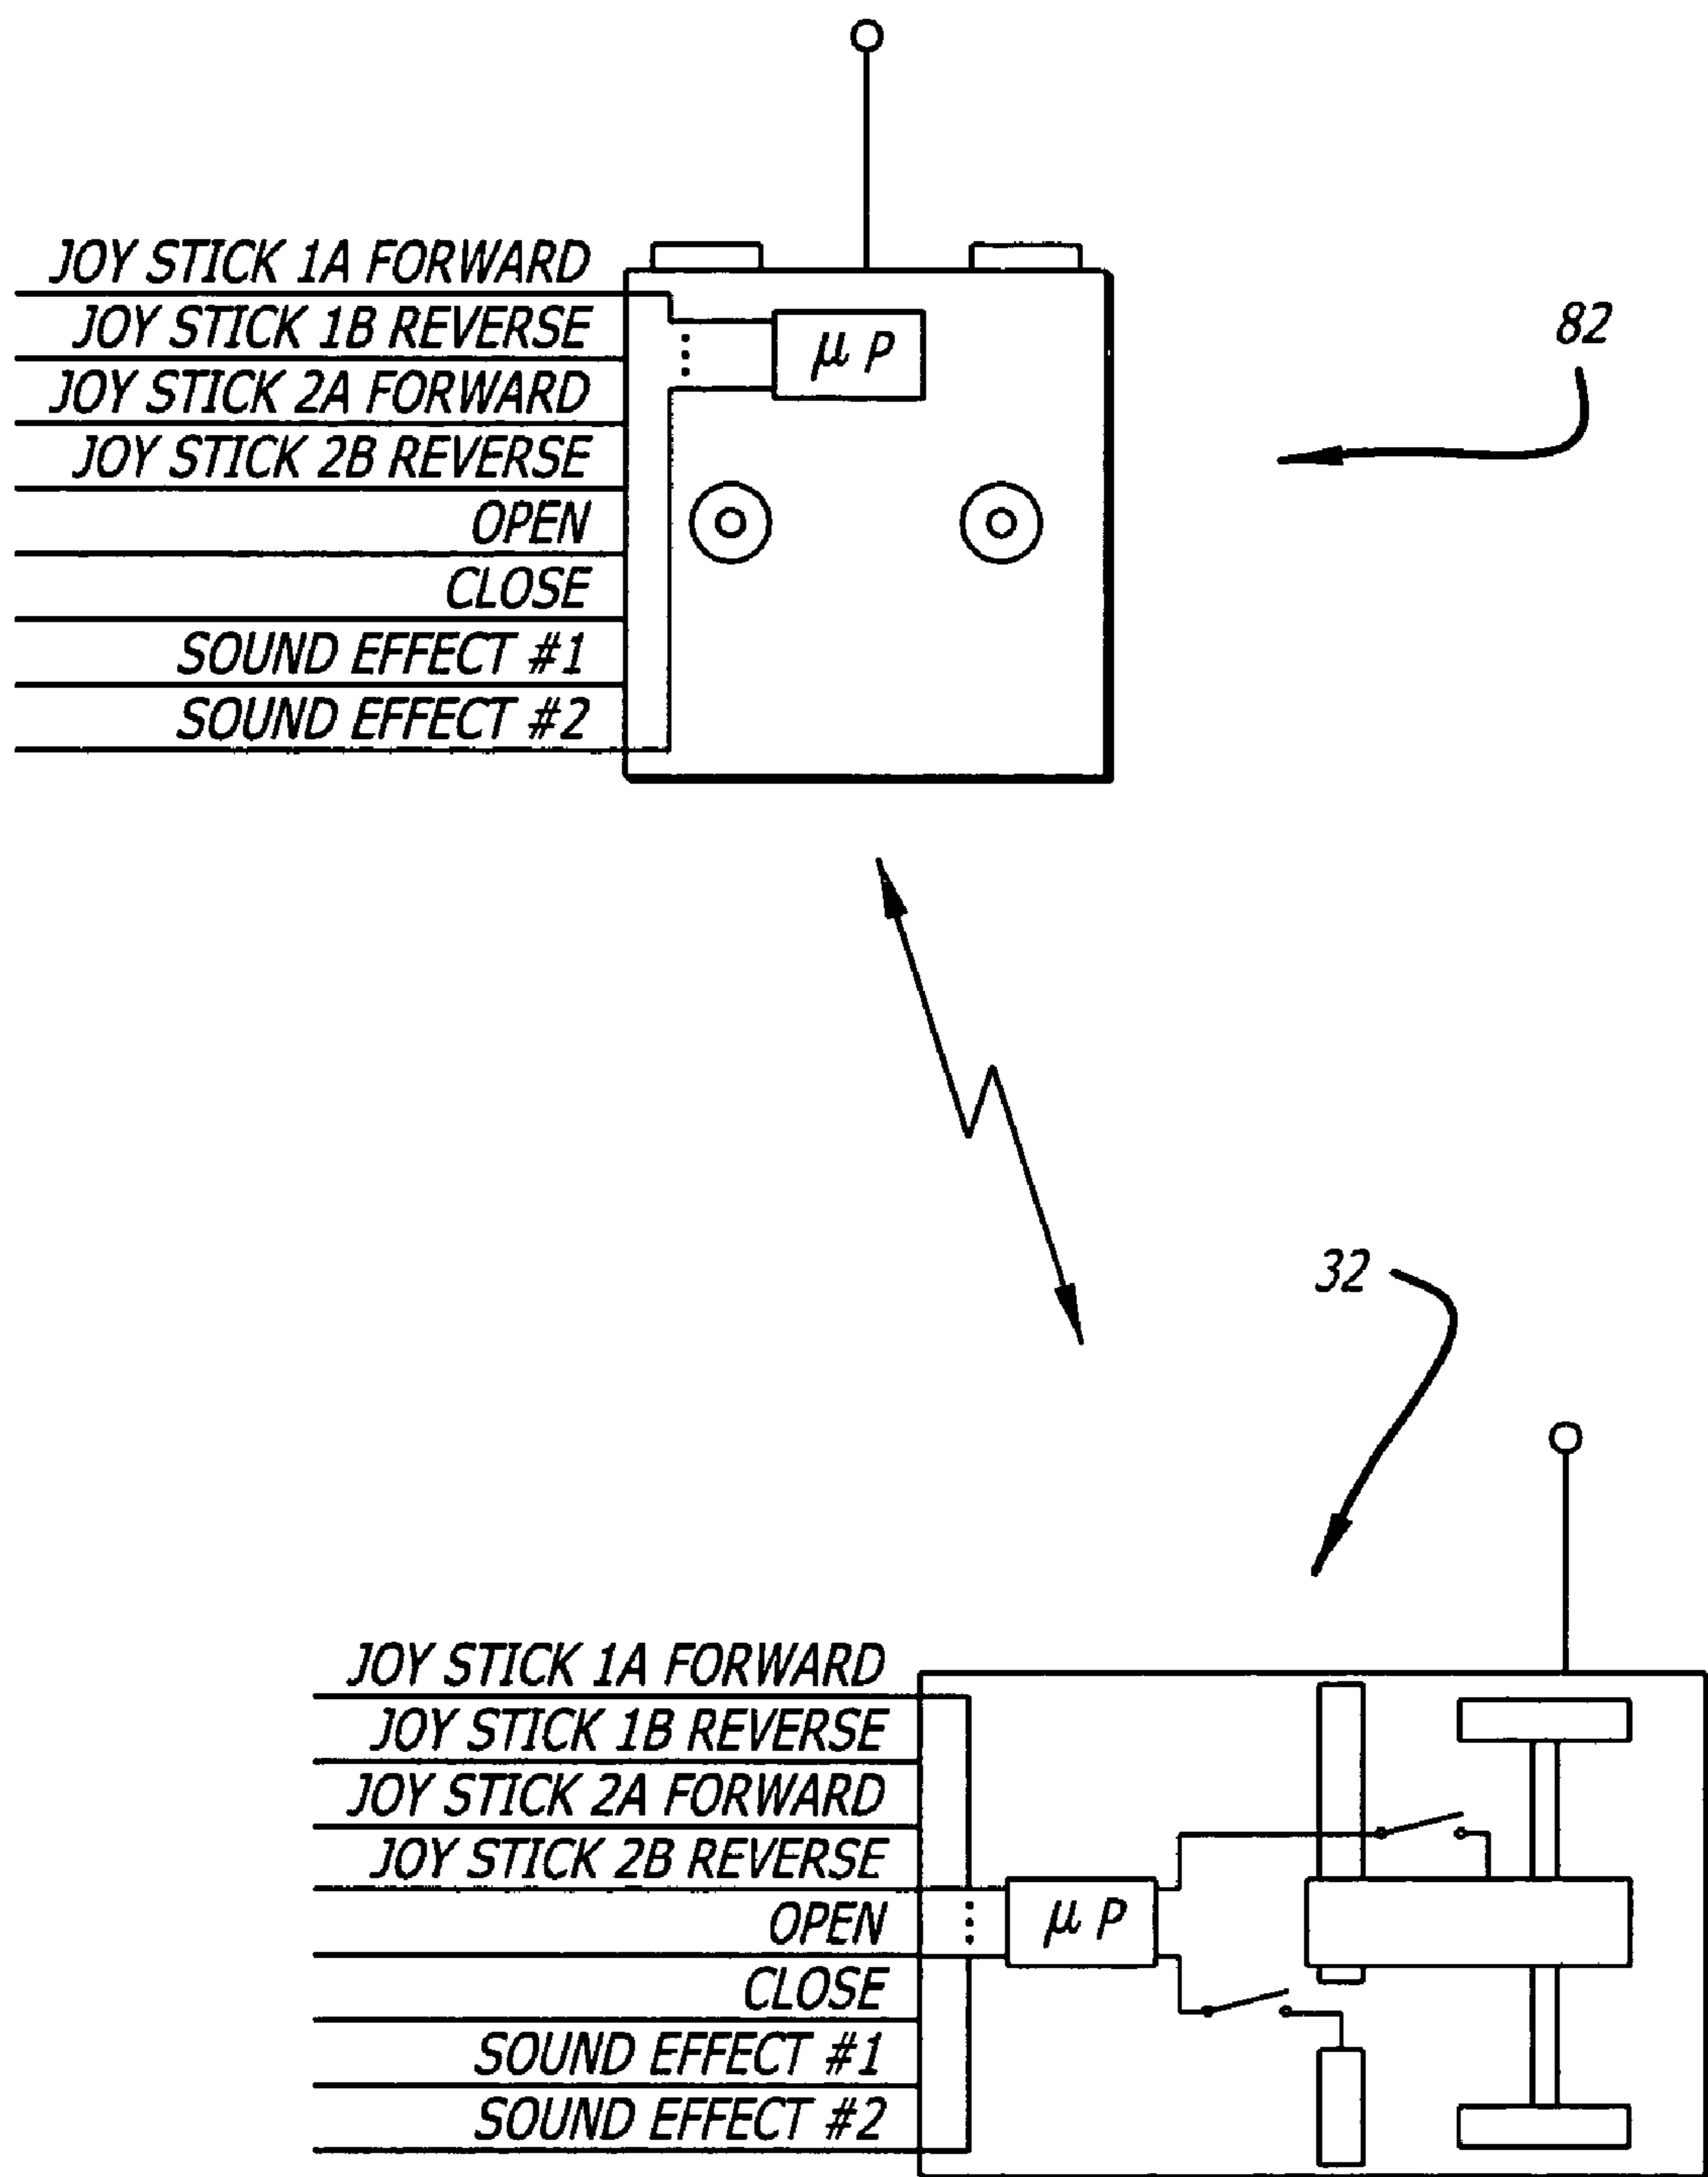 JOY STICK 1A FORWARD
JOY STICK 1B REVERSE
JOY STICK 2A FORWARD
JOY STICK 2B REVERSE
OPEN
CLOSE
SOUND EFFECT #1
SOUND EFFECT #2
μ P
82
32
JOY STICK 1A FORWARD
JOY STICK 1B REVERSE
JOY STICK 2A FORWARD
JOY STICK 2B REVERSE
OPEN
CLOSE
SOUND EFFECT #1
SOUND EFFECT #2
μ P